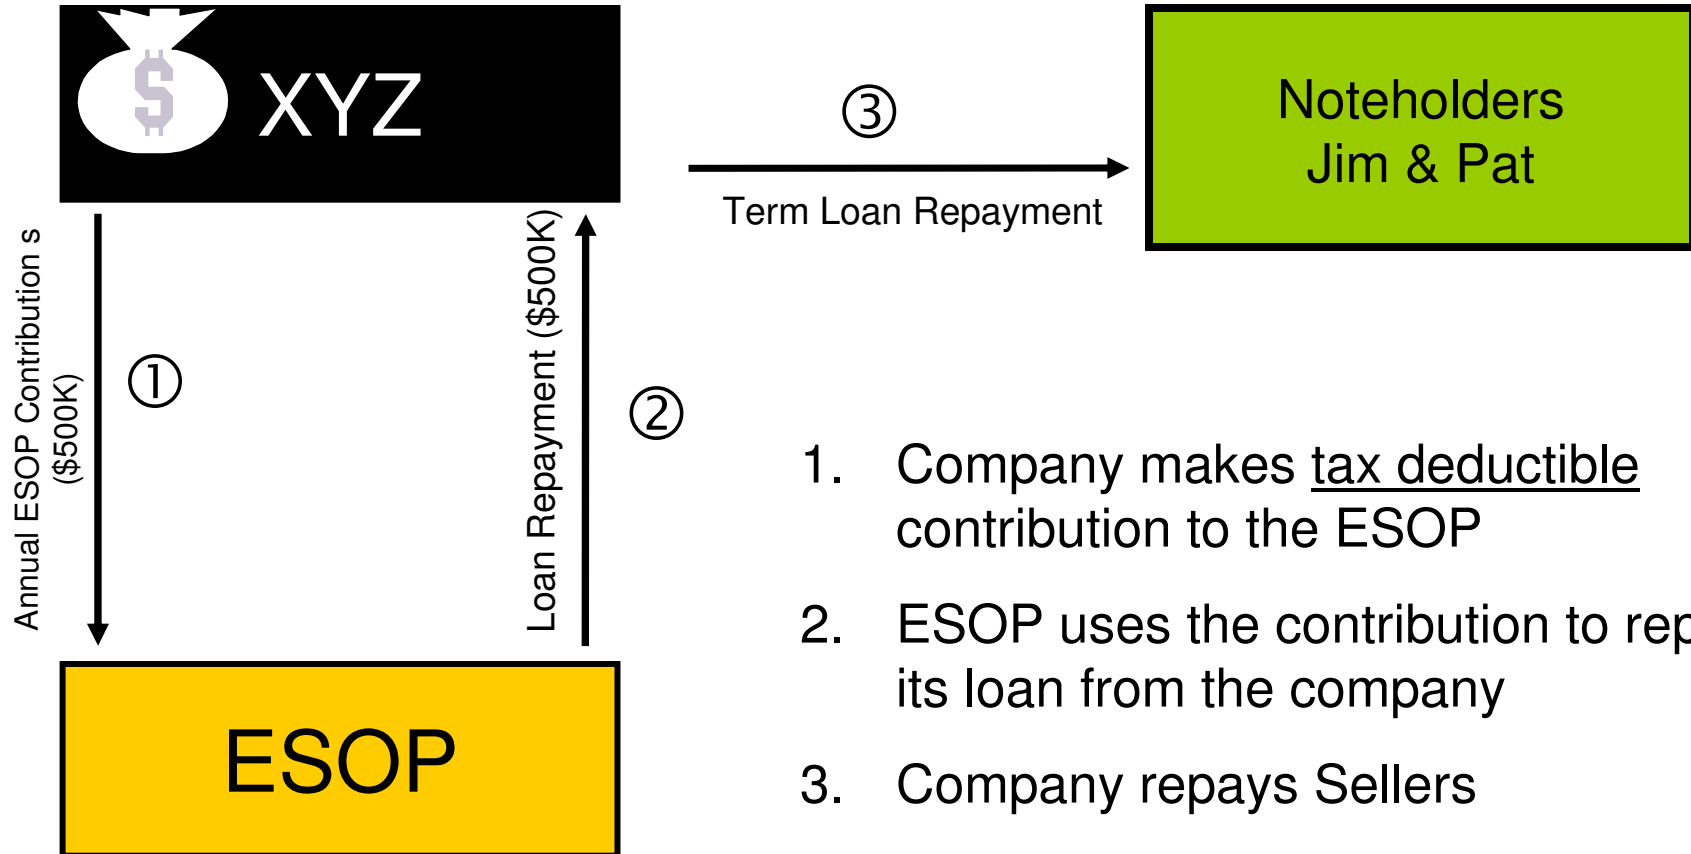 $ XYZ
③
Noteholders
Jim & Pat
Term Loan Repayment
Annual ESOP Contribution s
($500K)
①
Loan Repayment ($500K)
②
1. Company makes tax deductible
contribution to the ESOP
2. ESOP uses the contribution to rep
its loan from the company
3. Company repays Sellers
ESOP